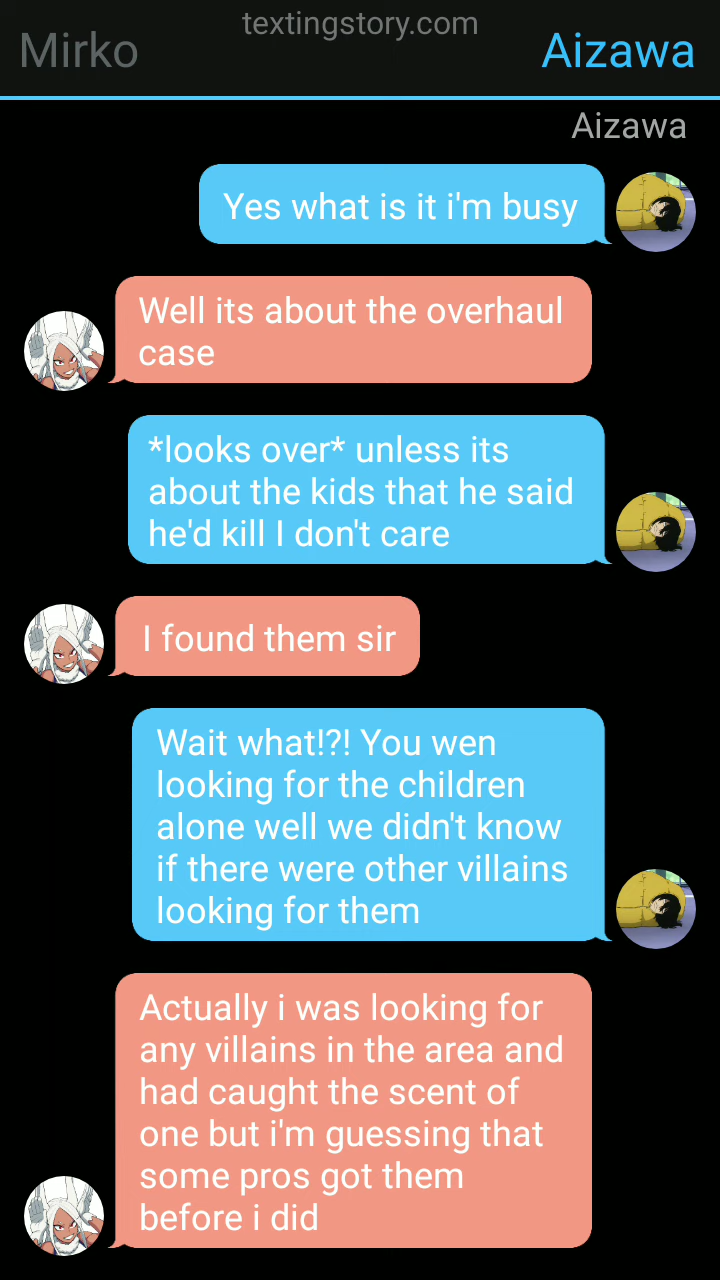 textingstory.com
Mirko
Aizawa
Aizawa
Yes what is it i'm busy
Well its about the overhaul
case
*looks over* unless its
about the kids that he said
he'd kill I don't care
I found them sir
Wait what!?! You wen
looking for the children
alone well we didn't know
if there were other villains
looking for them
Actually i was looking for
any villains in the area and
had caught the scent of
one but i'm guessing that
some pros got them
before i did